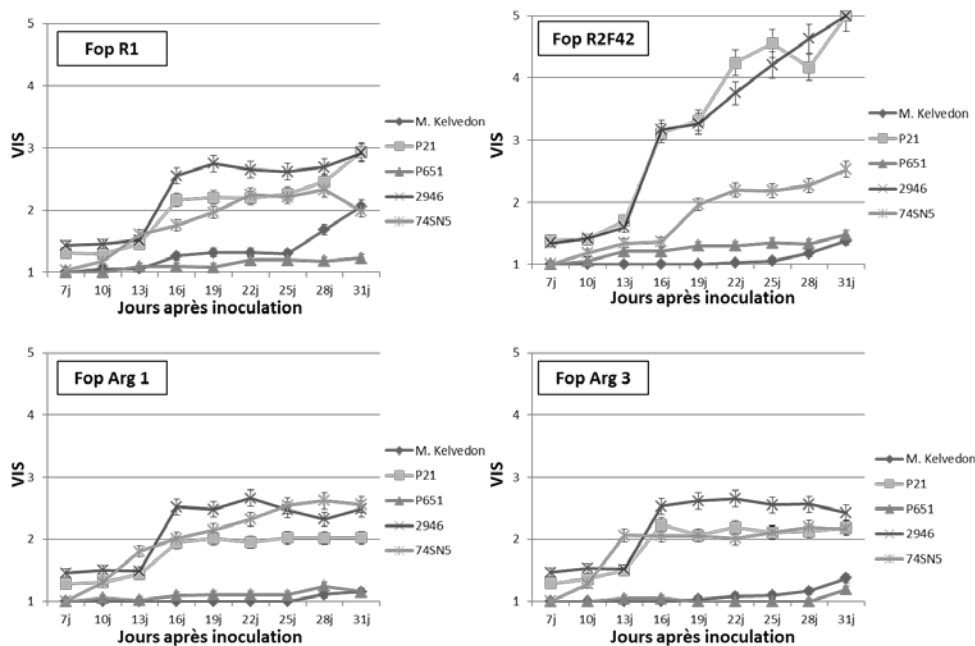 Fop R1
VIS
5
4
3
2
1
7j 10j 13j 16j 19j 22j 25j 28j 31j
Jours après inoculation
M. Kelvedon
P21
P651
2946
74SN5
Fop R2F42
VIS
5
4
3
2
1
7j 10j 13j 16j 19j 22j 25j 28j 31j
Jours après inoculation
M. Kelvedon
P21
P651
2946
74SN5
Fop Arg 1
VIS
5
4
3
2
1
7j 10j 13j 16j 19j 22j 25j 28j 31j
Jours après inoculation
M. Kelvedon
P21
P651
2946
74SN5
Fop Arg 3
VIS
5
4
3
2
1
7j 10j 13j 16j 19j 22j 25j 28j 31j
Jours après inoculation
M. Kelvedon
P21
P651
2946
74SN5